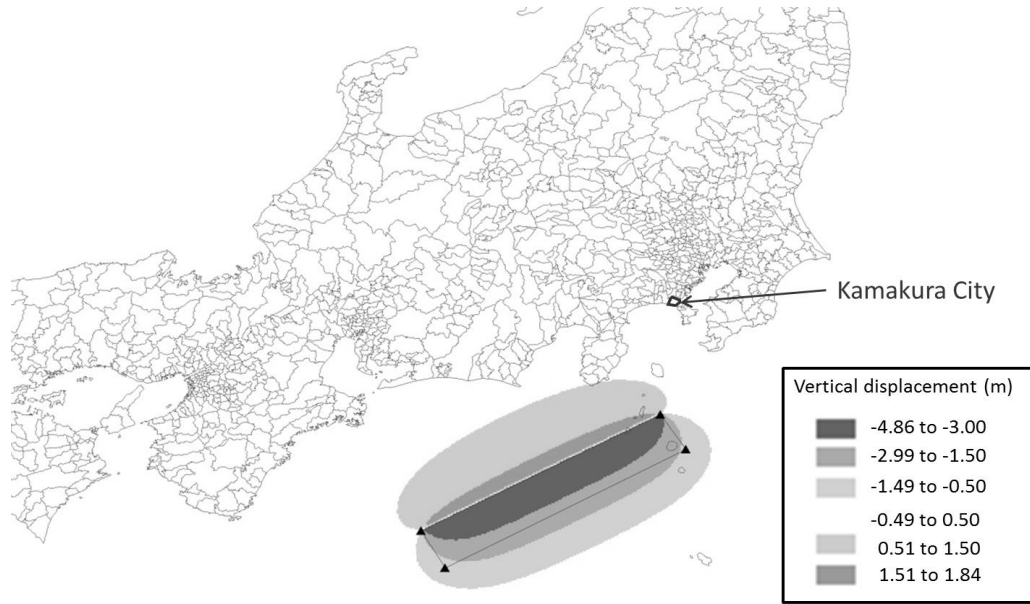 Kamakura City
Vertical displacement (m)
-4.86 to -3.00
-2.99 to -1.50
-1.49 to -0.50
-0.49 to 0.50
0.51 to 1.50
1.51 to 1.84